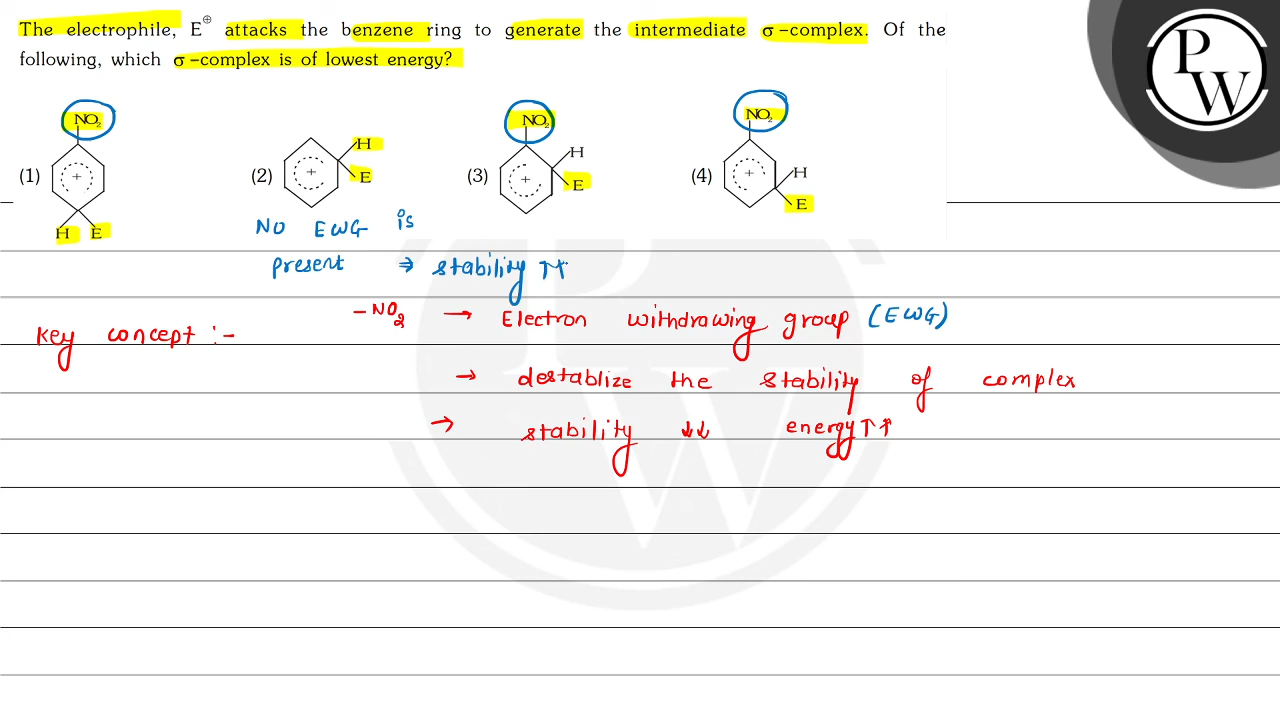 The electrophile, E⊕ attacks the benzene ring to generate the intermediate σ-complex. Of the
following, which σ-complex is of lowest energy?
(1) NO₂ + H E
(2) + H E
(3) NO₂ + H E
(4) NO₂ + H E
NO EWG is
present ⇒ stability ↑↑
Key concept :-
-NO₂ → Electron withdrawing group (EWG)
→ destablize the stability of complex
→ stability ↓↓ energy ↑↑
P
W